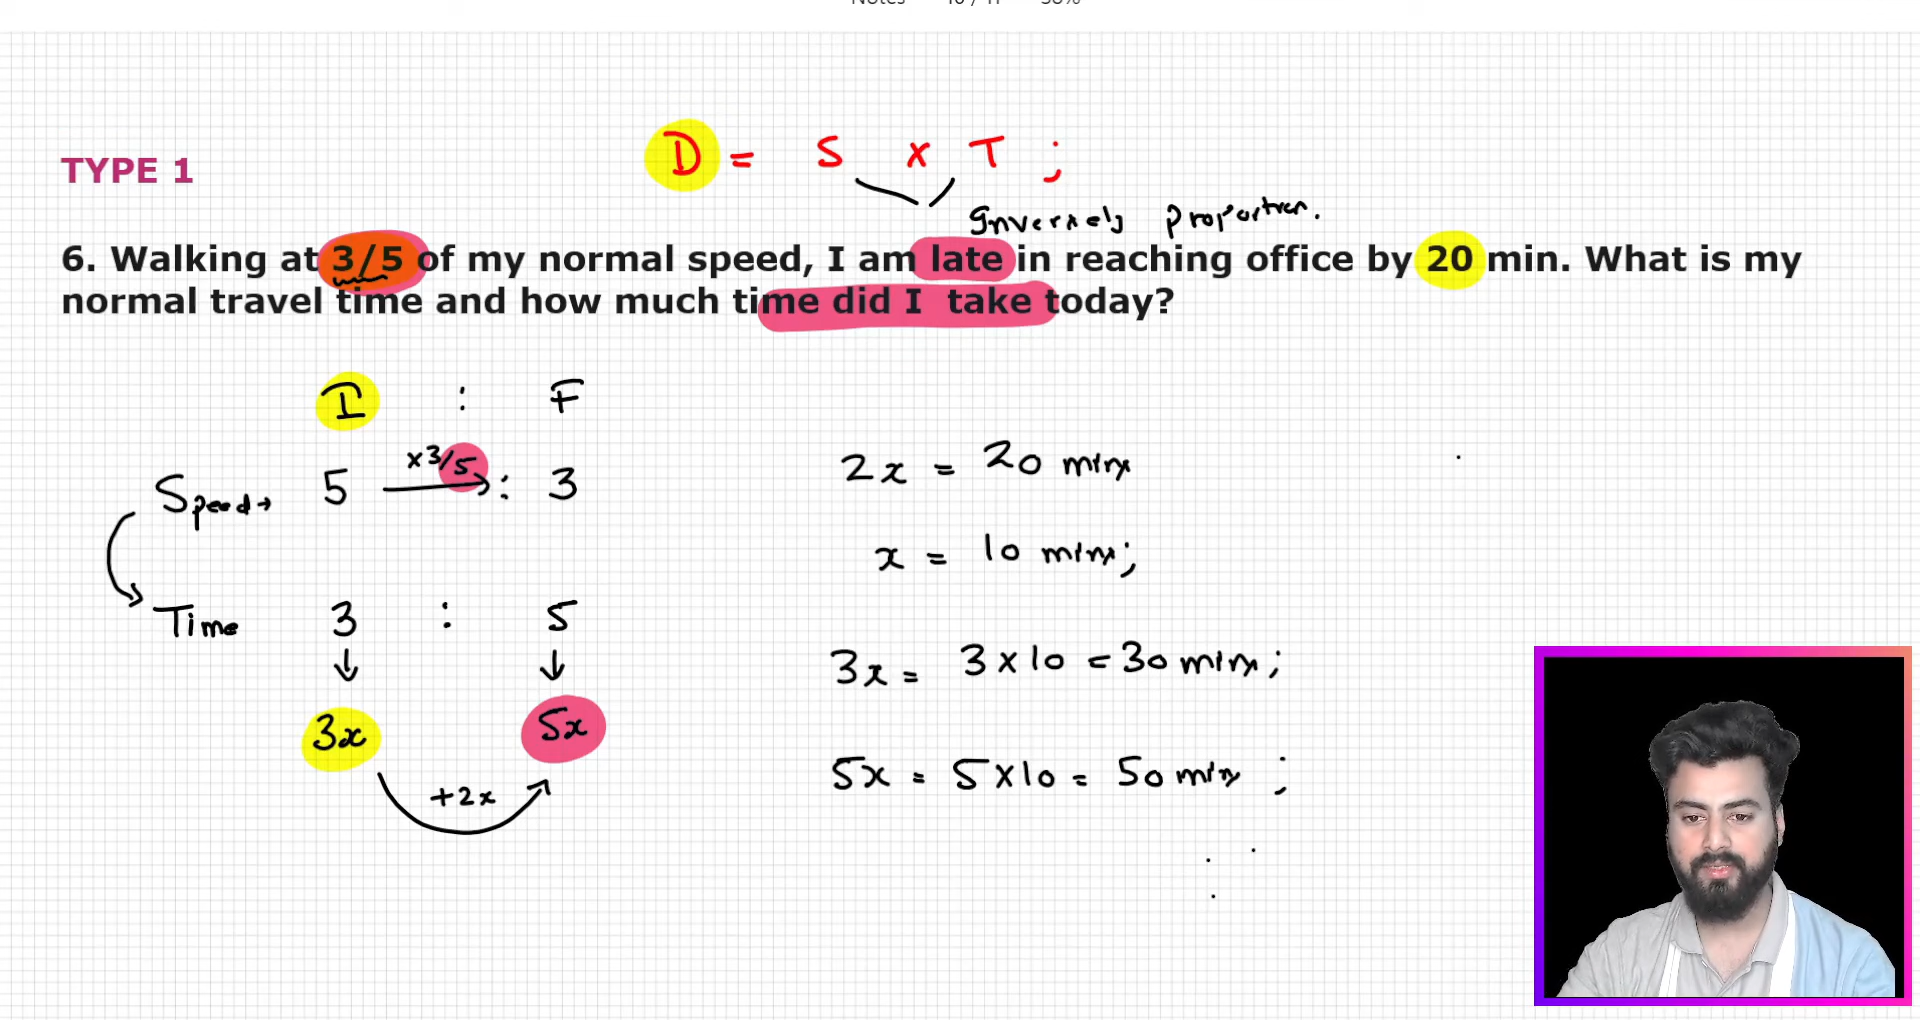 D = S x T ;
TYPE 1
Inversely proportion.
6. Walking at 3/5 of my normal speed, I am late in reaching office by 20 min. What is my
normal travel time and how much time did I take today?
I : F
Speed → 5 x3/5 : 3
Time 3 : 5
3x 5x
+2x
2x = 20 min
x = 10 min;
3x = 3 x 10 = 30 min;
5x = 5 x 10 = 50 min ;